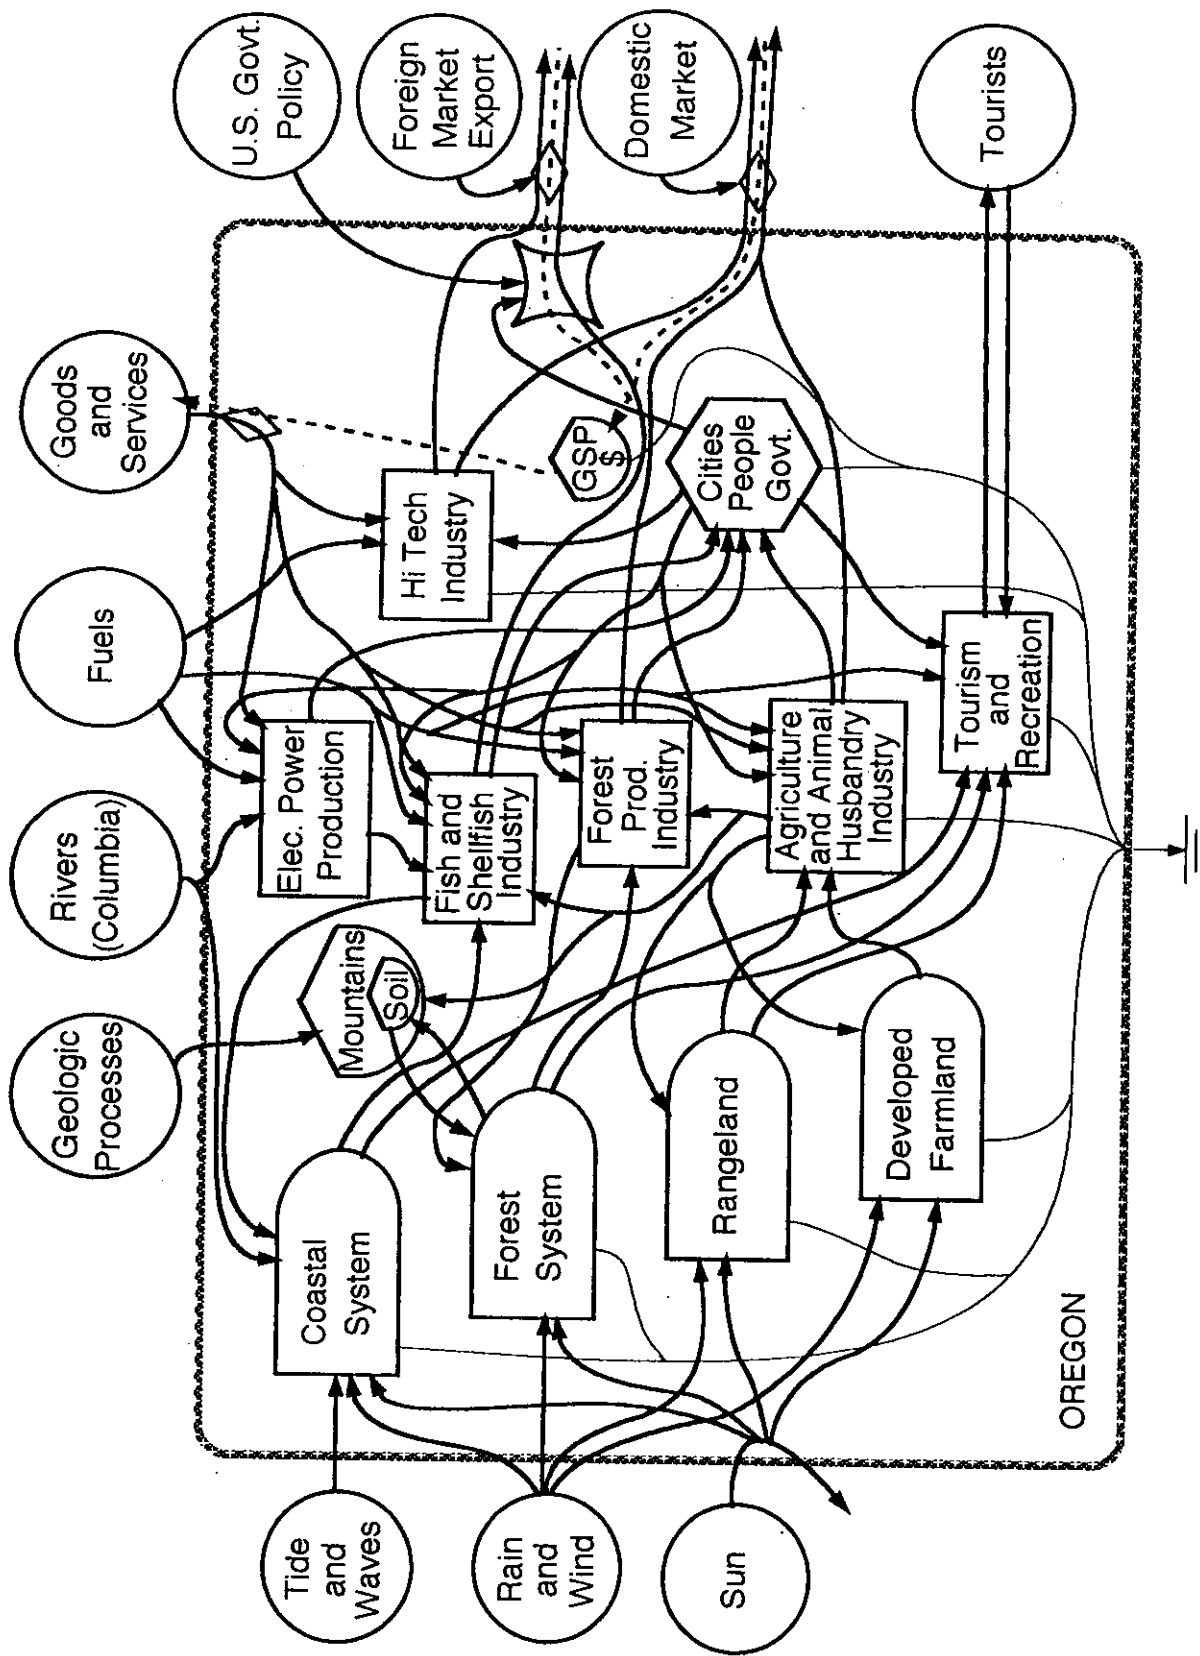 Tide
and
Waves
Rain
and
Wind
Sun
Geologic
Processes
Rivers
(Columbia)
Fuels
Goods
and
Services
U.S. Govt.
Policy
Foreign
Market
Export
Domestic
Market
Tourists
Coastal
System
Forest
System
Rangeland
Developed
Farmland
Mountains
Soil
Elec. Power
Production
Fish and
Shellfish
Industry
Forest
Prod.
Industry
Agriculture
and Animal
Husbandry
Industry
Tourism
and
Recreation
Hi Tech
Industry
GSP
$
Cities
People
Govt.
OREGON